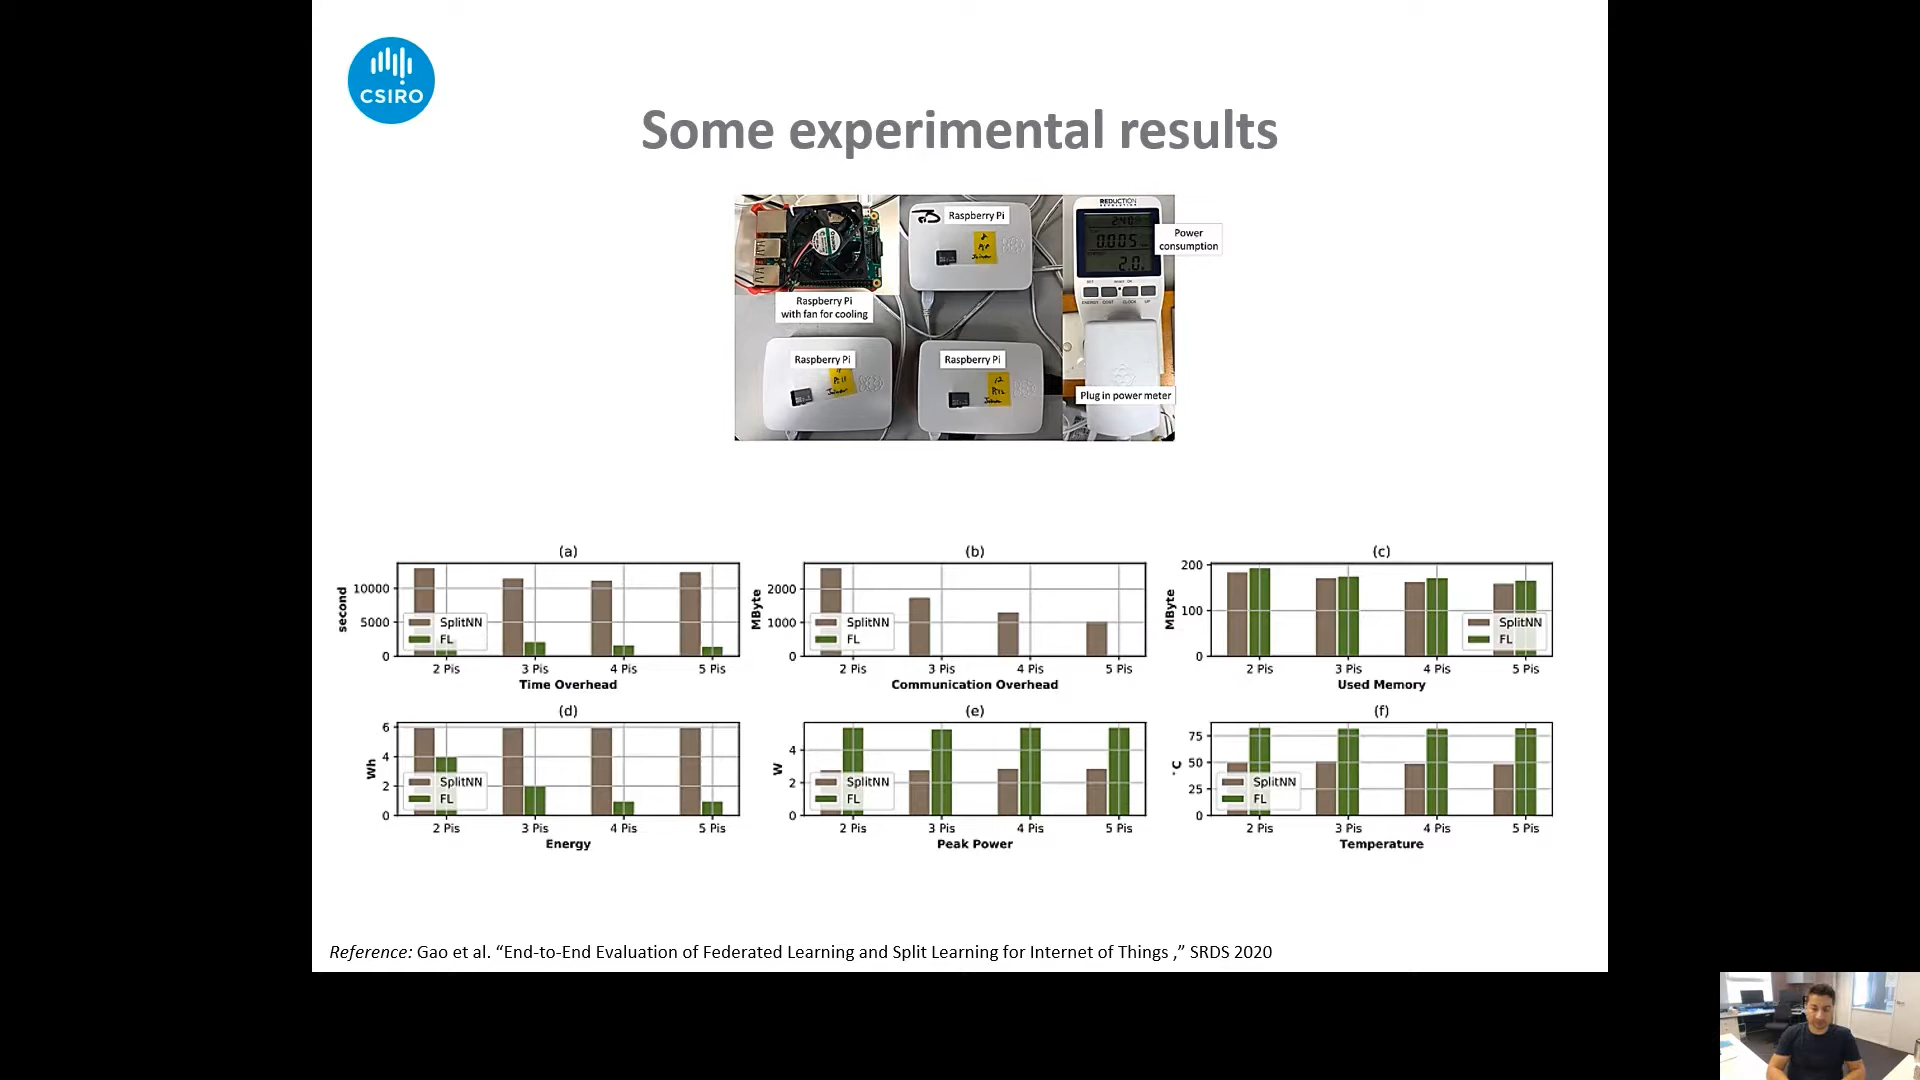 CSIRO
Some experimental results
REDUCTION
Raspberry Pi
Power
consumption
0.005
2.0
Raspberry Pi
with fan for cooling
Raspberry Pi
Raspberry Pi
Plug in power meter
(a)
second
10000
5000
0
SplitNN
FL
2 Pis 3 Pis 4 Pis 5 Pis
Time Overhead
(b)
MByte
2000
1000
0
SplitNN
FL
2 Pis 3 Pis 4 Pis 5 Pis
Communication Overhead
(c)
MByte
200
100
0
SplitNN
FL
2 Pis 3 Pis 4 Pis 5 Pis
Used Memory
(d)
Wh
6
4
2
0
SplitNN
FL
2 Pis 3 Pis 4 Pis 5 Pis
Energy
(e)
W
4
2
0
SplitNN
FL
2 Pis 3 Pis 4 Pis 5 Pis
Peak Power
(f)
°C
75
50
25
0
SplitNN
FL
2 Pis 3 Pis 4 Pis 5 Pis
Temperature
Reference: Gao et al. “End-to-End Evaluation of Federated Learning and Split Learning for Internet of Things ,” SRDS 2020